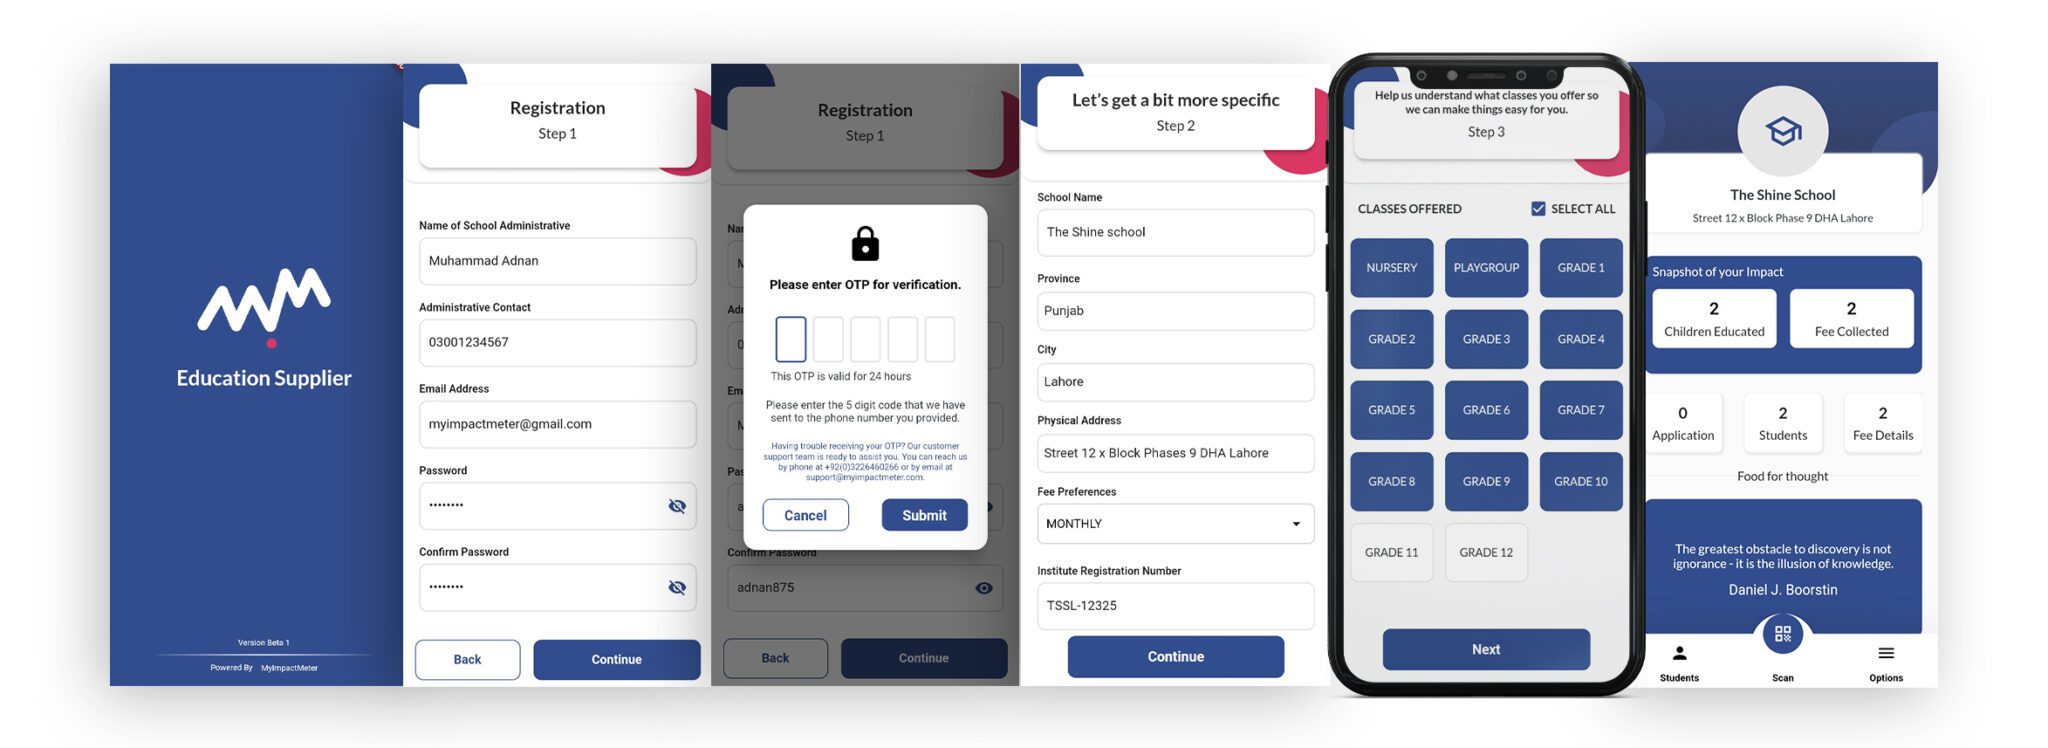 Education Supplier
Version Beta 1
Powered By MyImpactMeter
Registration
Step 1
Name of School Administrative
Muhammad Adnan
Administrative Contact
03001234567
Email Address
myimpactmeter@gmail.com
Password
••••••••
Confirm Password
••••••••
Back
Continue
Registration
Step 1
Please enter OTP for verification.
This OTP is valid for 24 hours
Please enter the 5 digit code that we have
sent to the phone number you provided.
Having trouble receiving your OTP? Our customer
support team is ready to assist you. You can reach us
by phone at +92(0)3226460266 or by email at
support@myimpactmeter.com.
Cancel
Submit
Confirm Password
adnan875
Back
Continue
Let's get a bit more specific
Step 2
School Name
The Shine school
Province
Punjab
City
Lahore
Physical Address
Street 12 x Block Phases 9 DHA Lahore
Fee Preferences
MONTHLY
Institute Registration Number
TSSL-12325
Continue
Help us understand what classes you offer so
we can make things easy for you.
Step 3
CLASSES OFFERED
SELECT ALL
NURSERY
PLAYGROUP
GRADE 1
GRADE 2
GRADE 3
GRADE 4
GRADE 5
GRADE 6
GRADE 7
GRADE 8
GRADE 9
GRADE 10
GRADE 11
GRADE 12
Next
The Shine School
Street 12 x Block Phase 9 DHA Lahore
Snapshot of your Impact
2
Children Educated
2
Fee Collected
0
Application
2
Students
2
Fee Details
Food for thought
The greatest obstacle to discovery is not
ignorance - it is the illusion of knowledge.
Daniel J. Boorstin
Students
Scan
Options